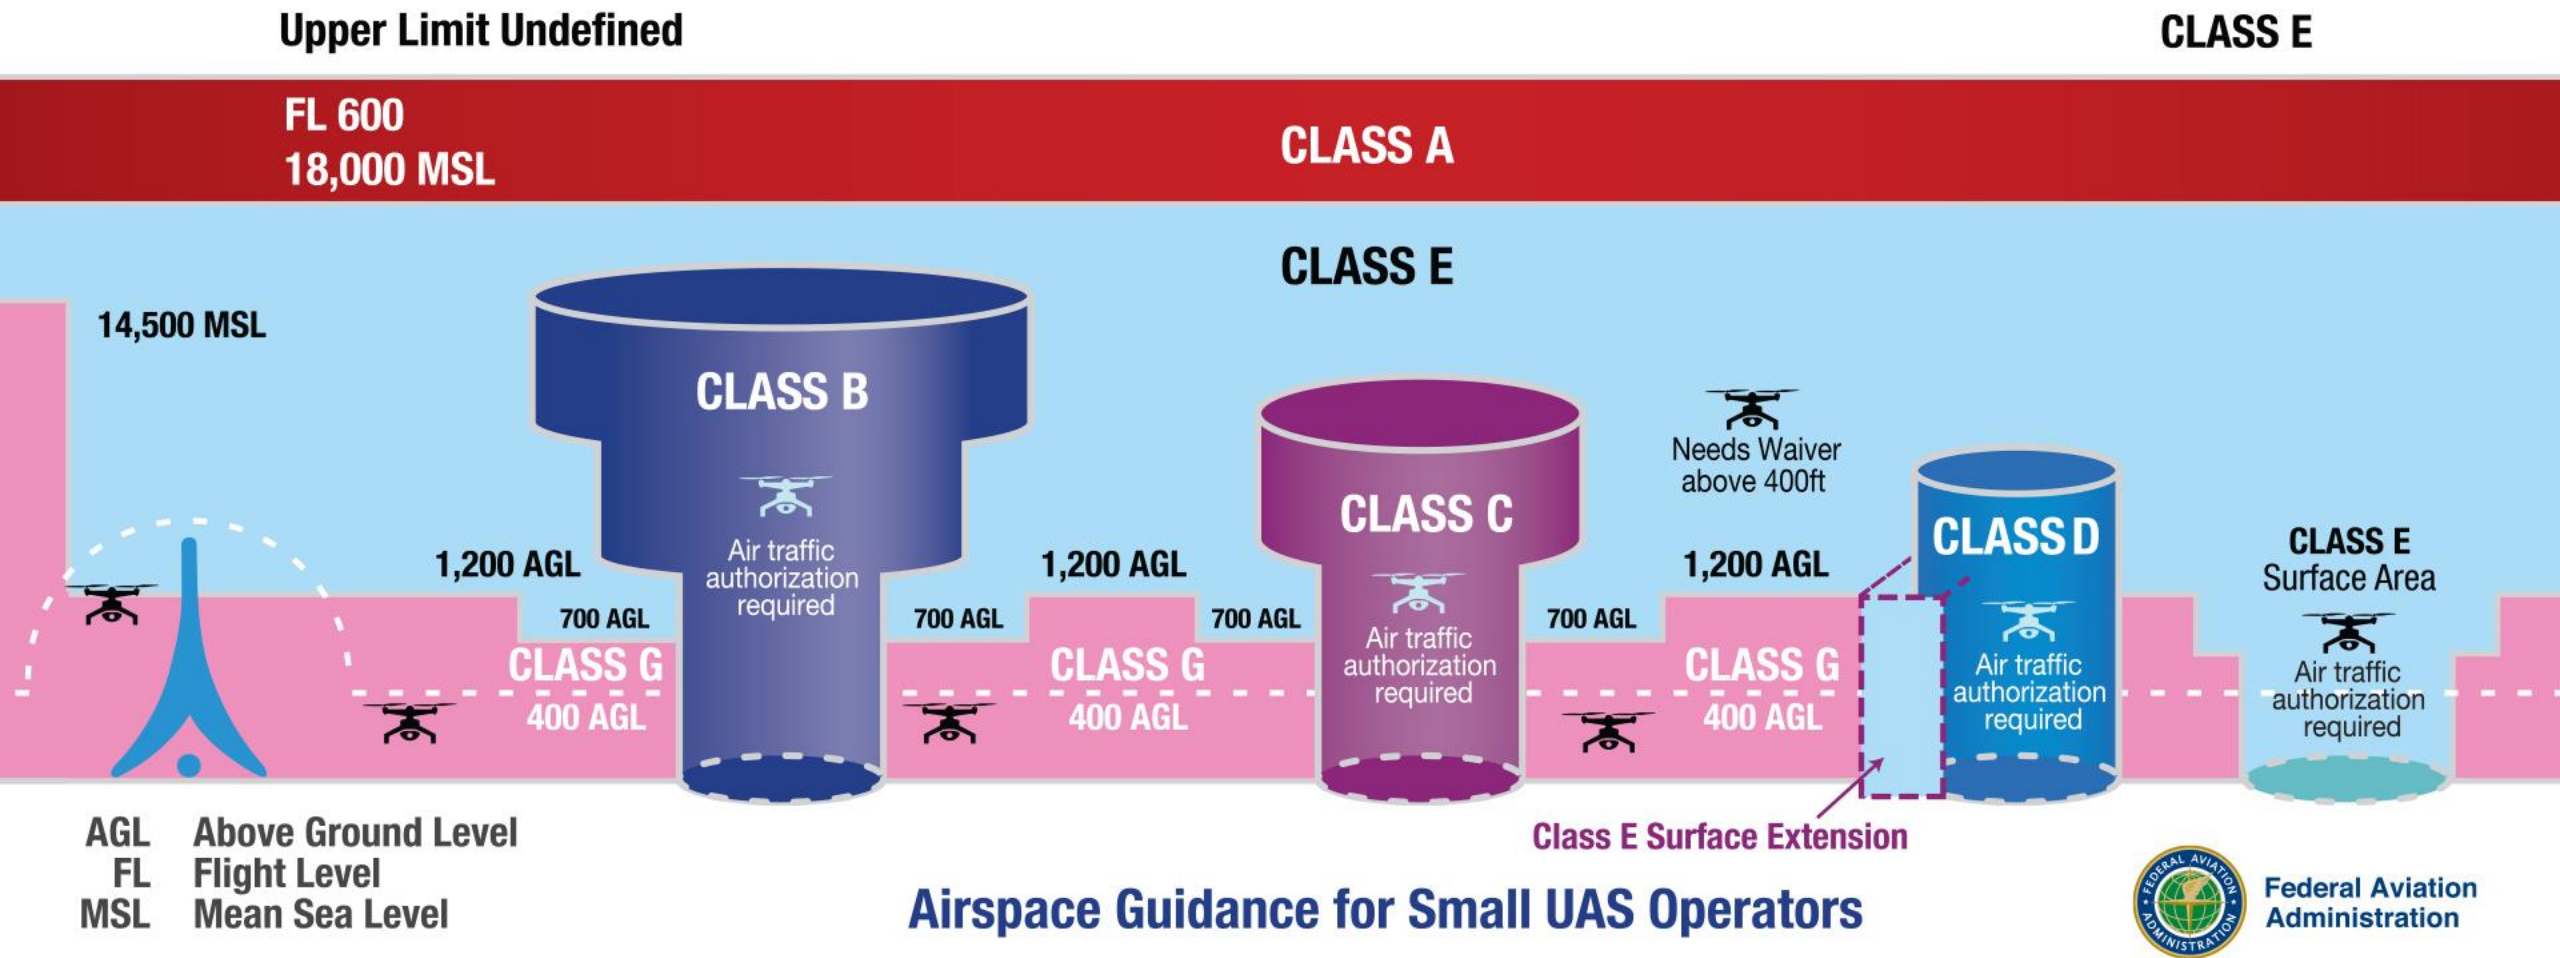 Upper Limit Undefined
CLASS E
FL 600
18,000 MSL
CLASS A
CLASS E
14,500 MSL
CLASS B
Air traffic
authorization
required
CLASS C
Air traffic
authorization
required
Needs Waiver
above 400ft
CLASS D
Air traffic
authorization
required
CLASS E
Surface Area
Air traffic
authorization
required
1,200 AGL
700 AGL
CLASS G
400 AGL
700 AGL
1,200 AGL
700 AGL
CLASS G
400 AGL
700 AGL
1,200 AGL
CLASS G
400 AGL
Class E Surface Extension
AGL Above Ground Level
FL Flight Level
MSL Mean Sea Level
Airspace Guidance for Small UAS Operators
FEDERAL AVIATION
ADMINISTRATION
Federal Aviation
Administration